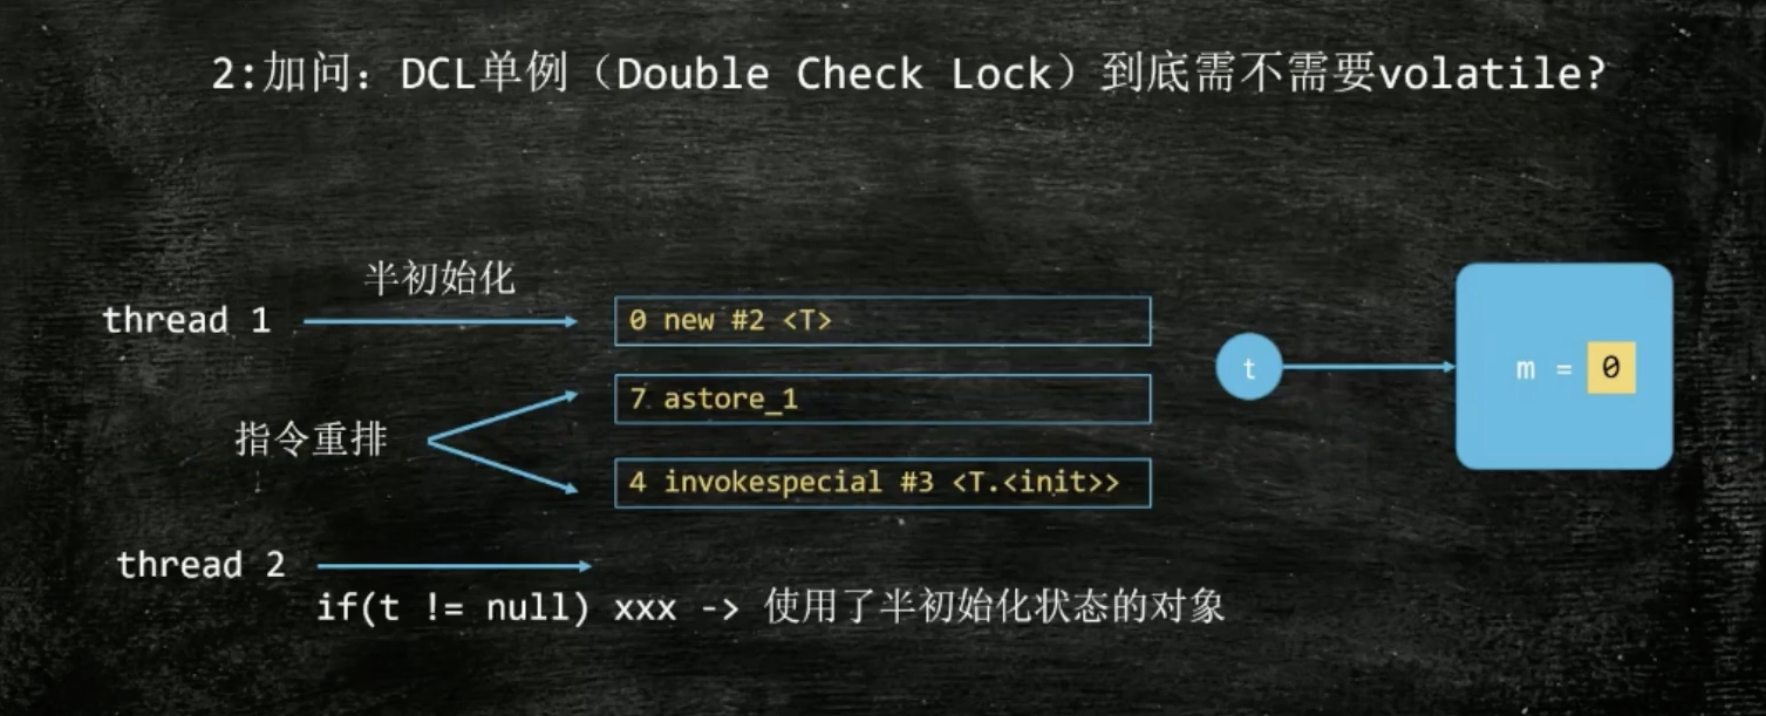 2:加问：DCL单例（Double Check Lock）到底需不需要volatile?
半初始化
thread 1
0 new #2 <T>
t
m = 0
7 astore_1
指令重排
4 invokespecial #3 <T.<init>>
thread 2
if(t != null) xxx -> 使用了半初始化状态的对象